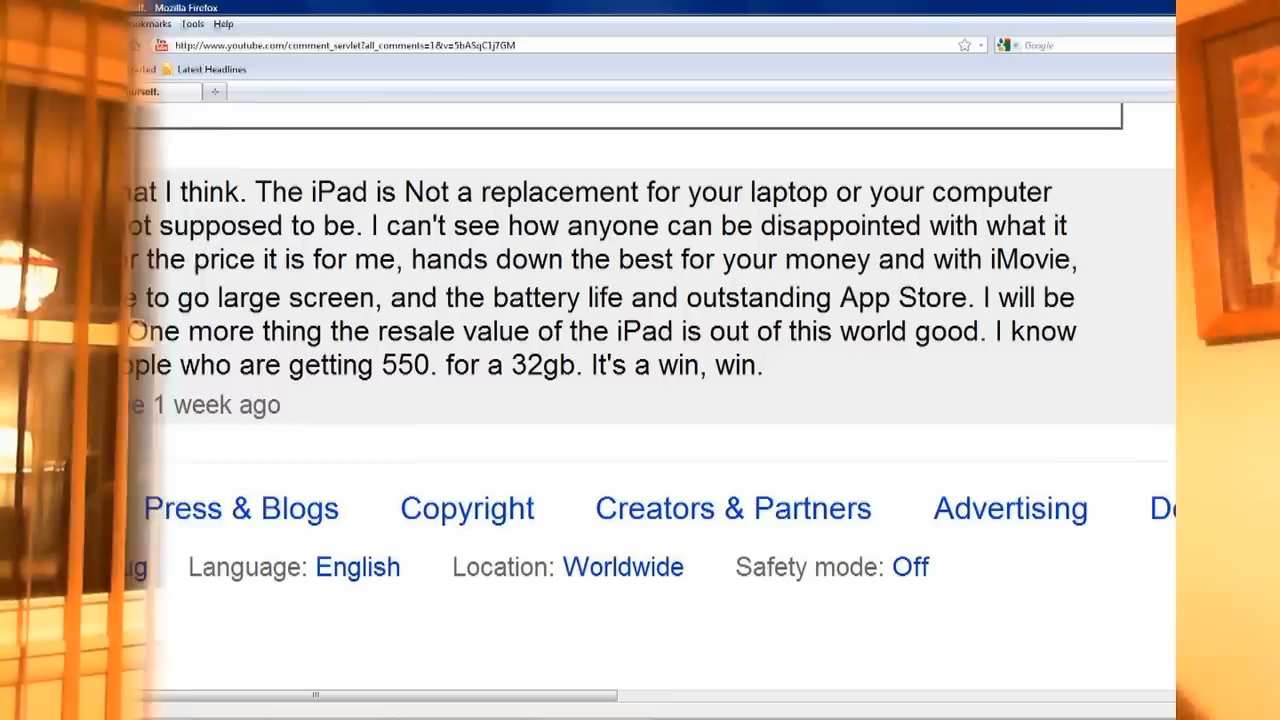 Mozilla Firefox
Tools Help
http://www.youtube.com/comment_servlet?all_comments=1&v=5bASqC1j7GM
Google
Latest Headlines
I think. The iPad is Not a replacement for your laptop or your computer
supposed to be. I can't see how anyone can be disappointed with what it
the price it is for me, hands down the best for your money and with iMovie,
to go large screen, and the battery life and outstanding App Store. I will be
One more thing the resale value of the iPad is out of this world good. I know
who are getting 550. for a 32gb. It's a win, win.
1 week ago
Press & Blogs Copyright Creators & Partners Advertising
Language: English Location: Worldwide Safety mode: Off